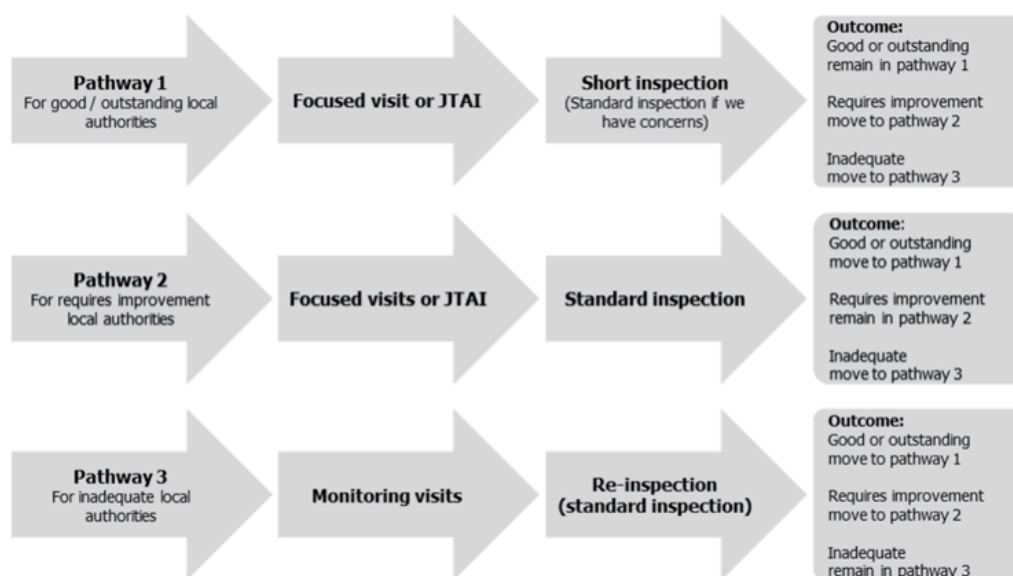 Pathway 1
For good / outstanding local
authorities
Focused visit or JTAI
Short inspection
(Standard inspection if we
have concerns)
Outcome:
Good or outstanding
remain in pathway 1
Requires improvement
move to pathway 2
Inadequate
move to pathway 3
Pathway 2
For requires improvement
local authorities
Focused visits or JTAI
Standard inspection
Outcome:
Good or outstanding
move to pathway 1
Requires improvement
remain in pathway 2
Inadequate
move to pathway 3
Pathway 3
For inadequate local
authorities
Monitoring visits
Re-inspection
(standard inspection)
Outcome:
Good or outstanding
move to pathway 1
Requires improvement
move to pathway 2
Inadequate
remain in pathway 3